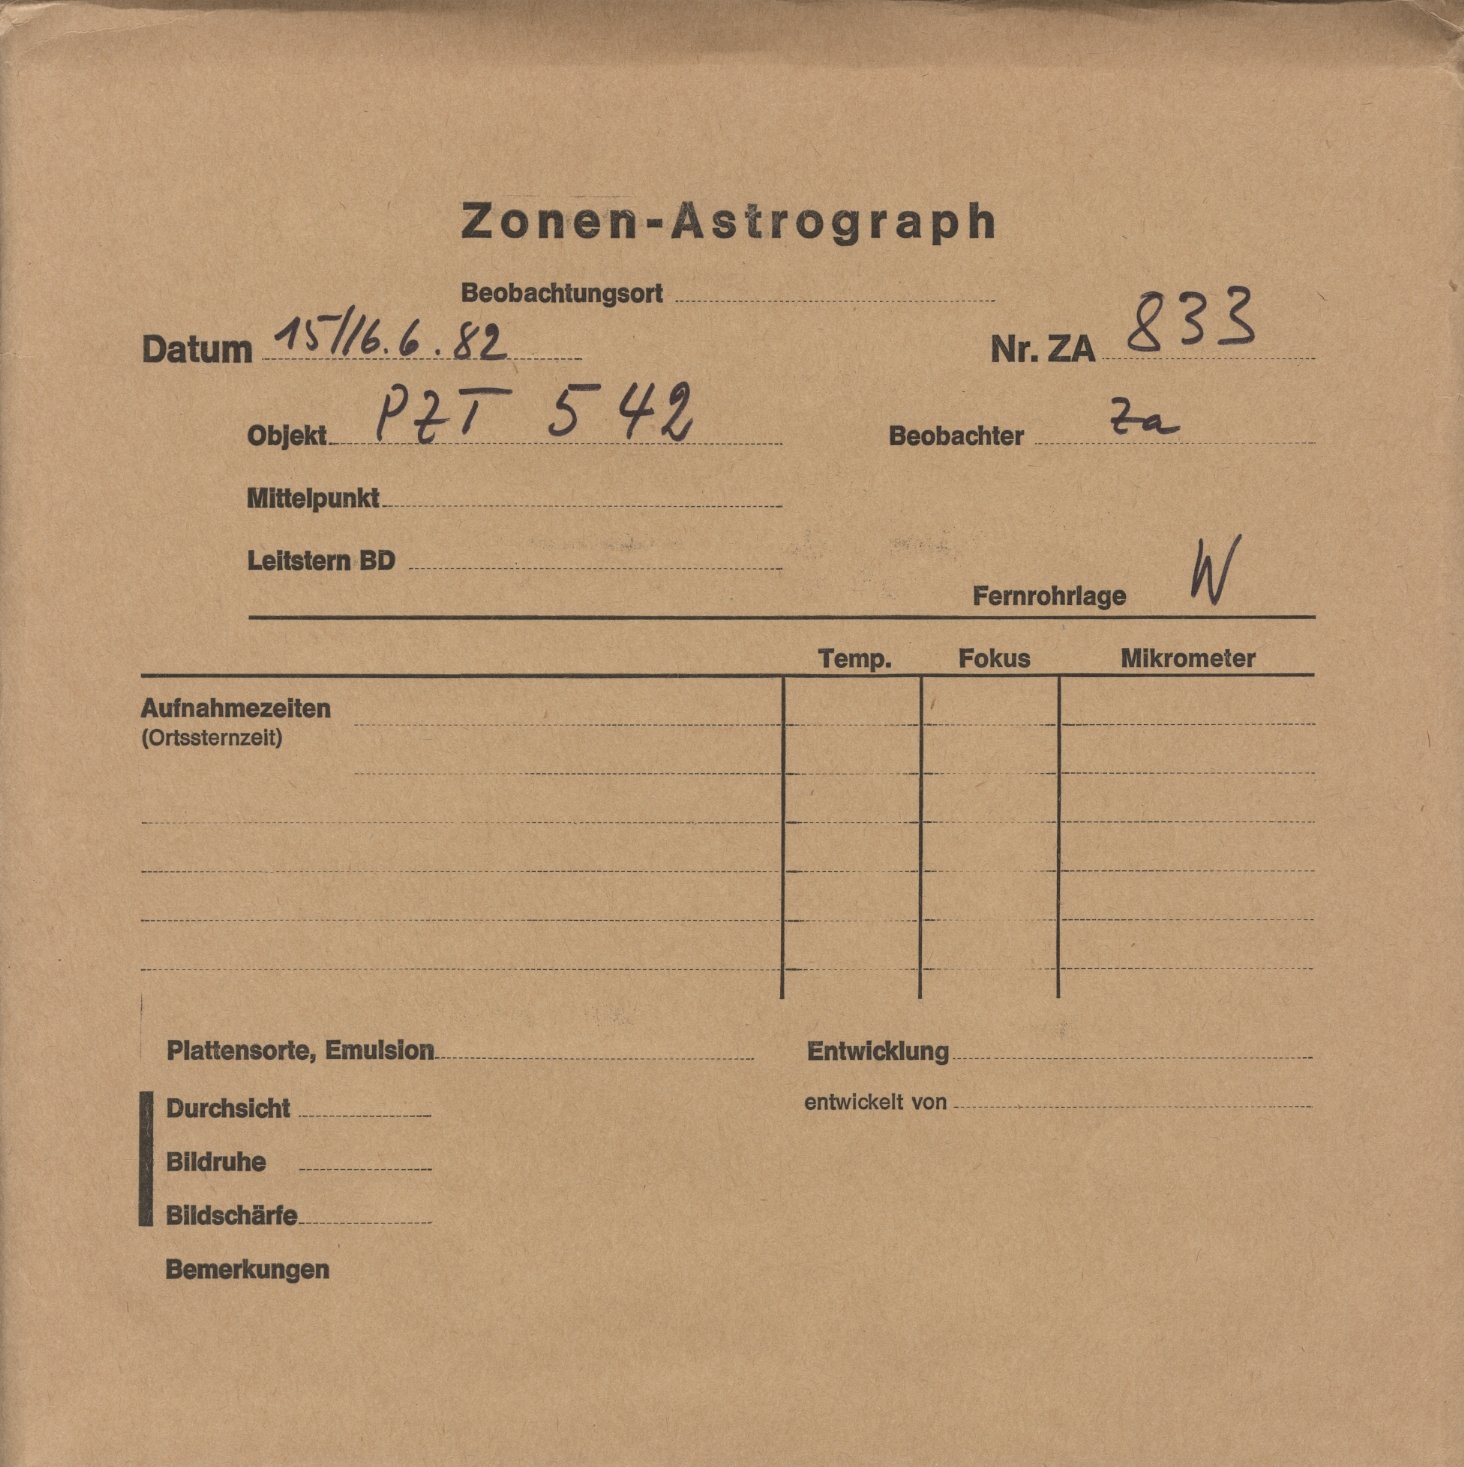 Zonen-Astrograph
Beobachtungsort
Datum 15/16.6.82 Nr. ZA 833
Objekt PZT 542 Beobachter Za
Mittelpunkt
Leitstern BD
Fernrohrlage W
Temp. Fokus Mikrometer
Aufnahmezeiten
(Ortssternzeit)
Plattensorte, Emulsion Entwicklung
Durchsicht entwickelt von
Bildruhe
Bildschärfe
Bemerkungen